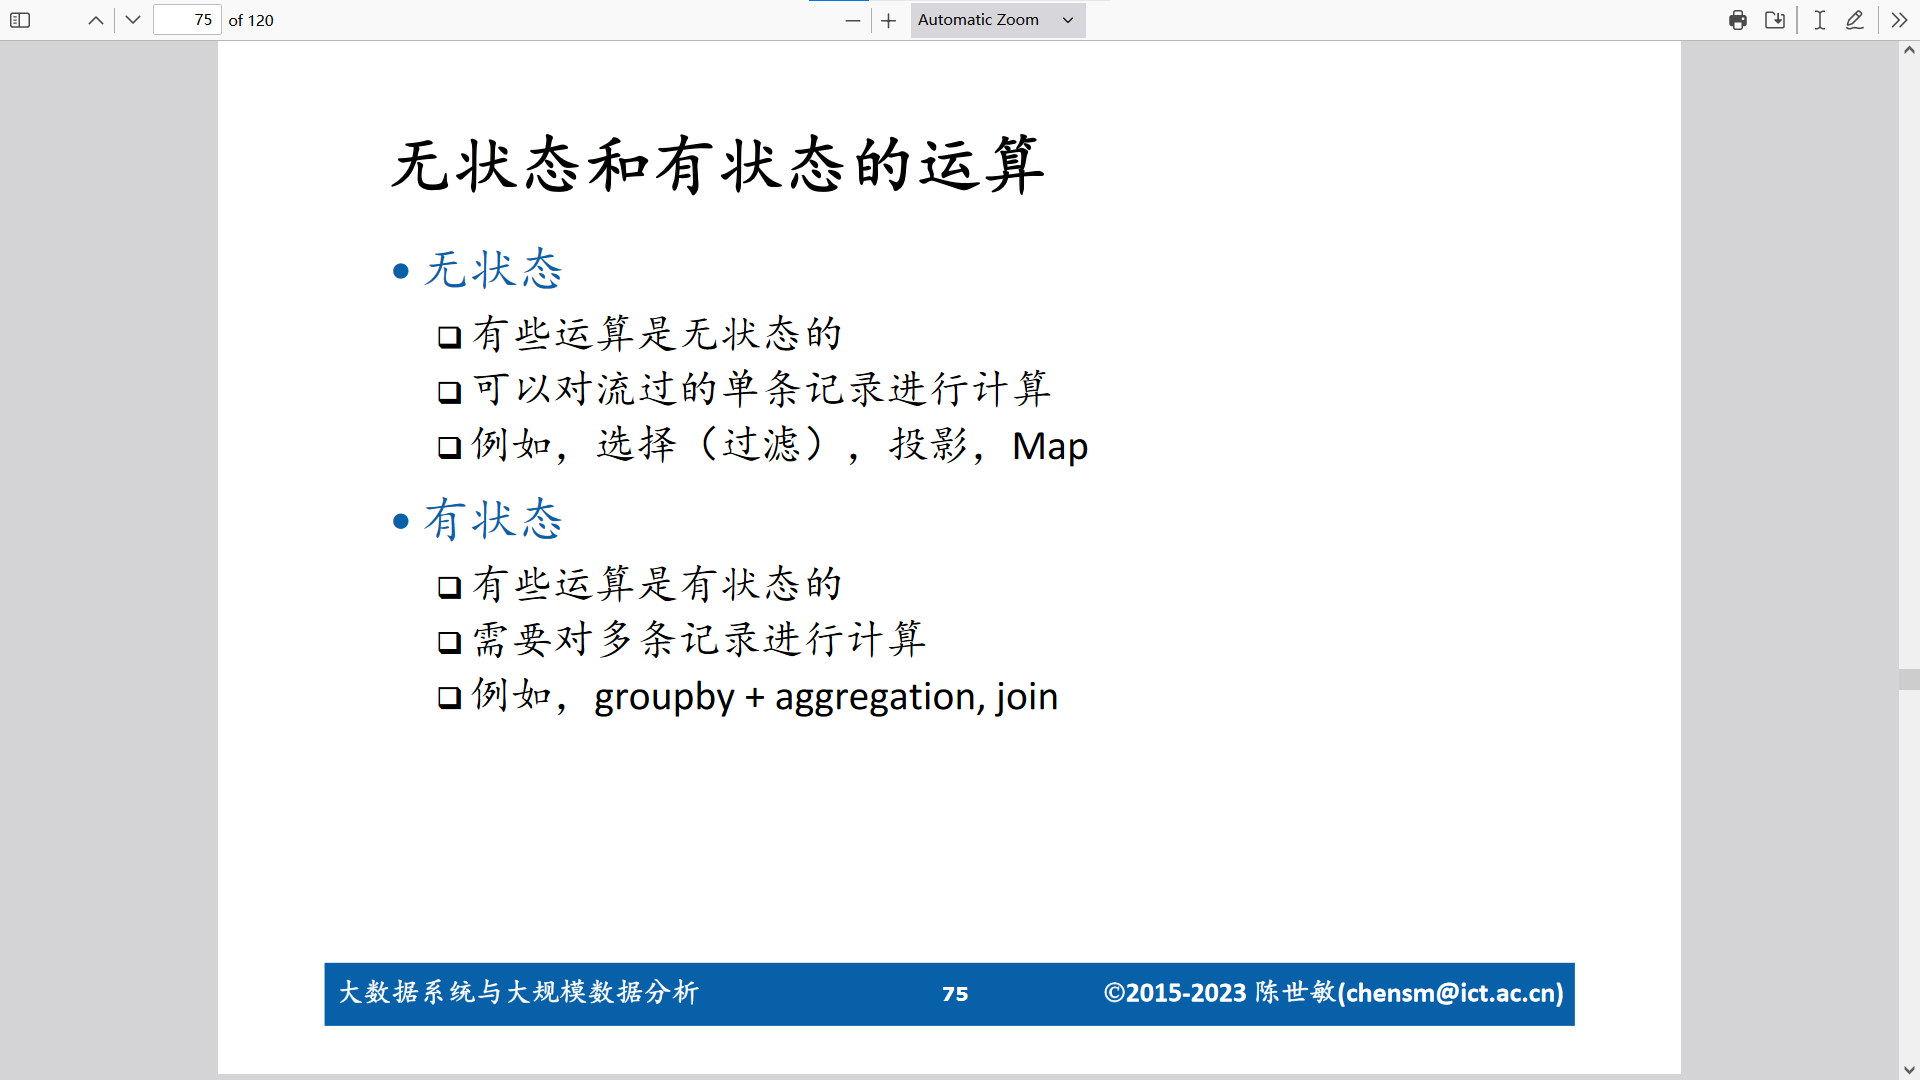 75 of 120 Automatic Zoom
无状态和有状态的运算
无状态
有些运算是无状态的
可以对流过的单条记录进行计算
例如，选择（过滤），投影，Map
有状态
有些运算是有状态的
需要对多条记录进行计算
例如，groupby + aggregation, join
大数据系统与大规模数据分析 75 ©2015-2023 陈世敏(chensm@ict.ac.cn)